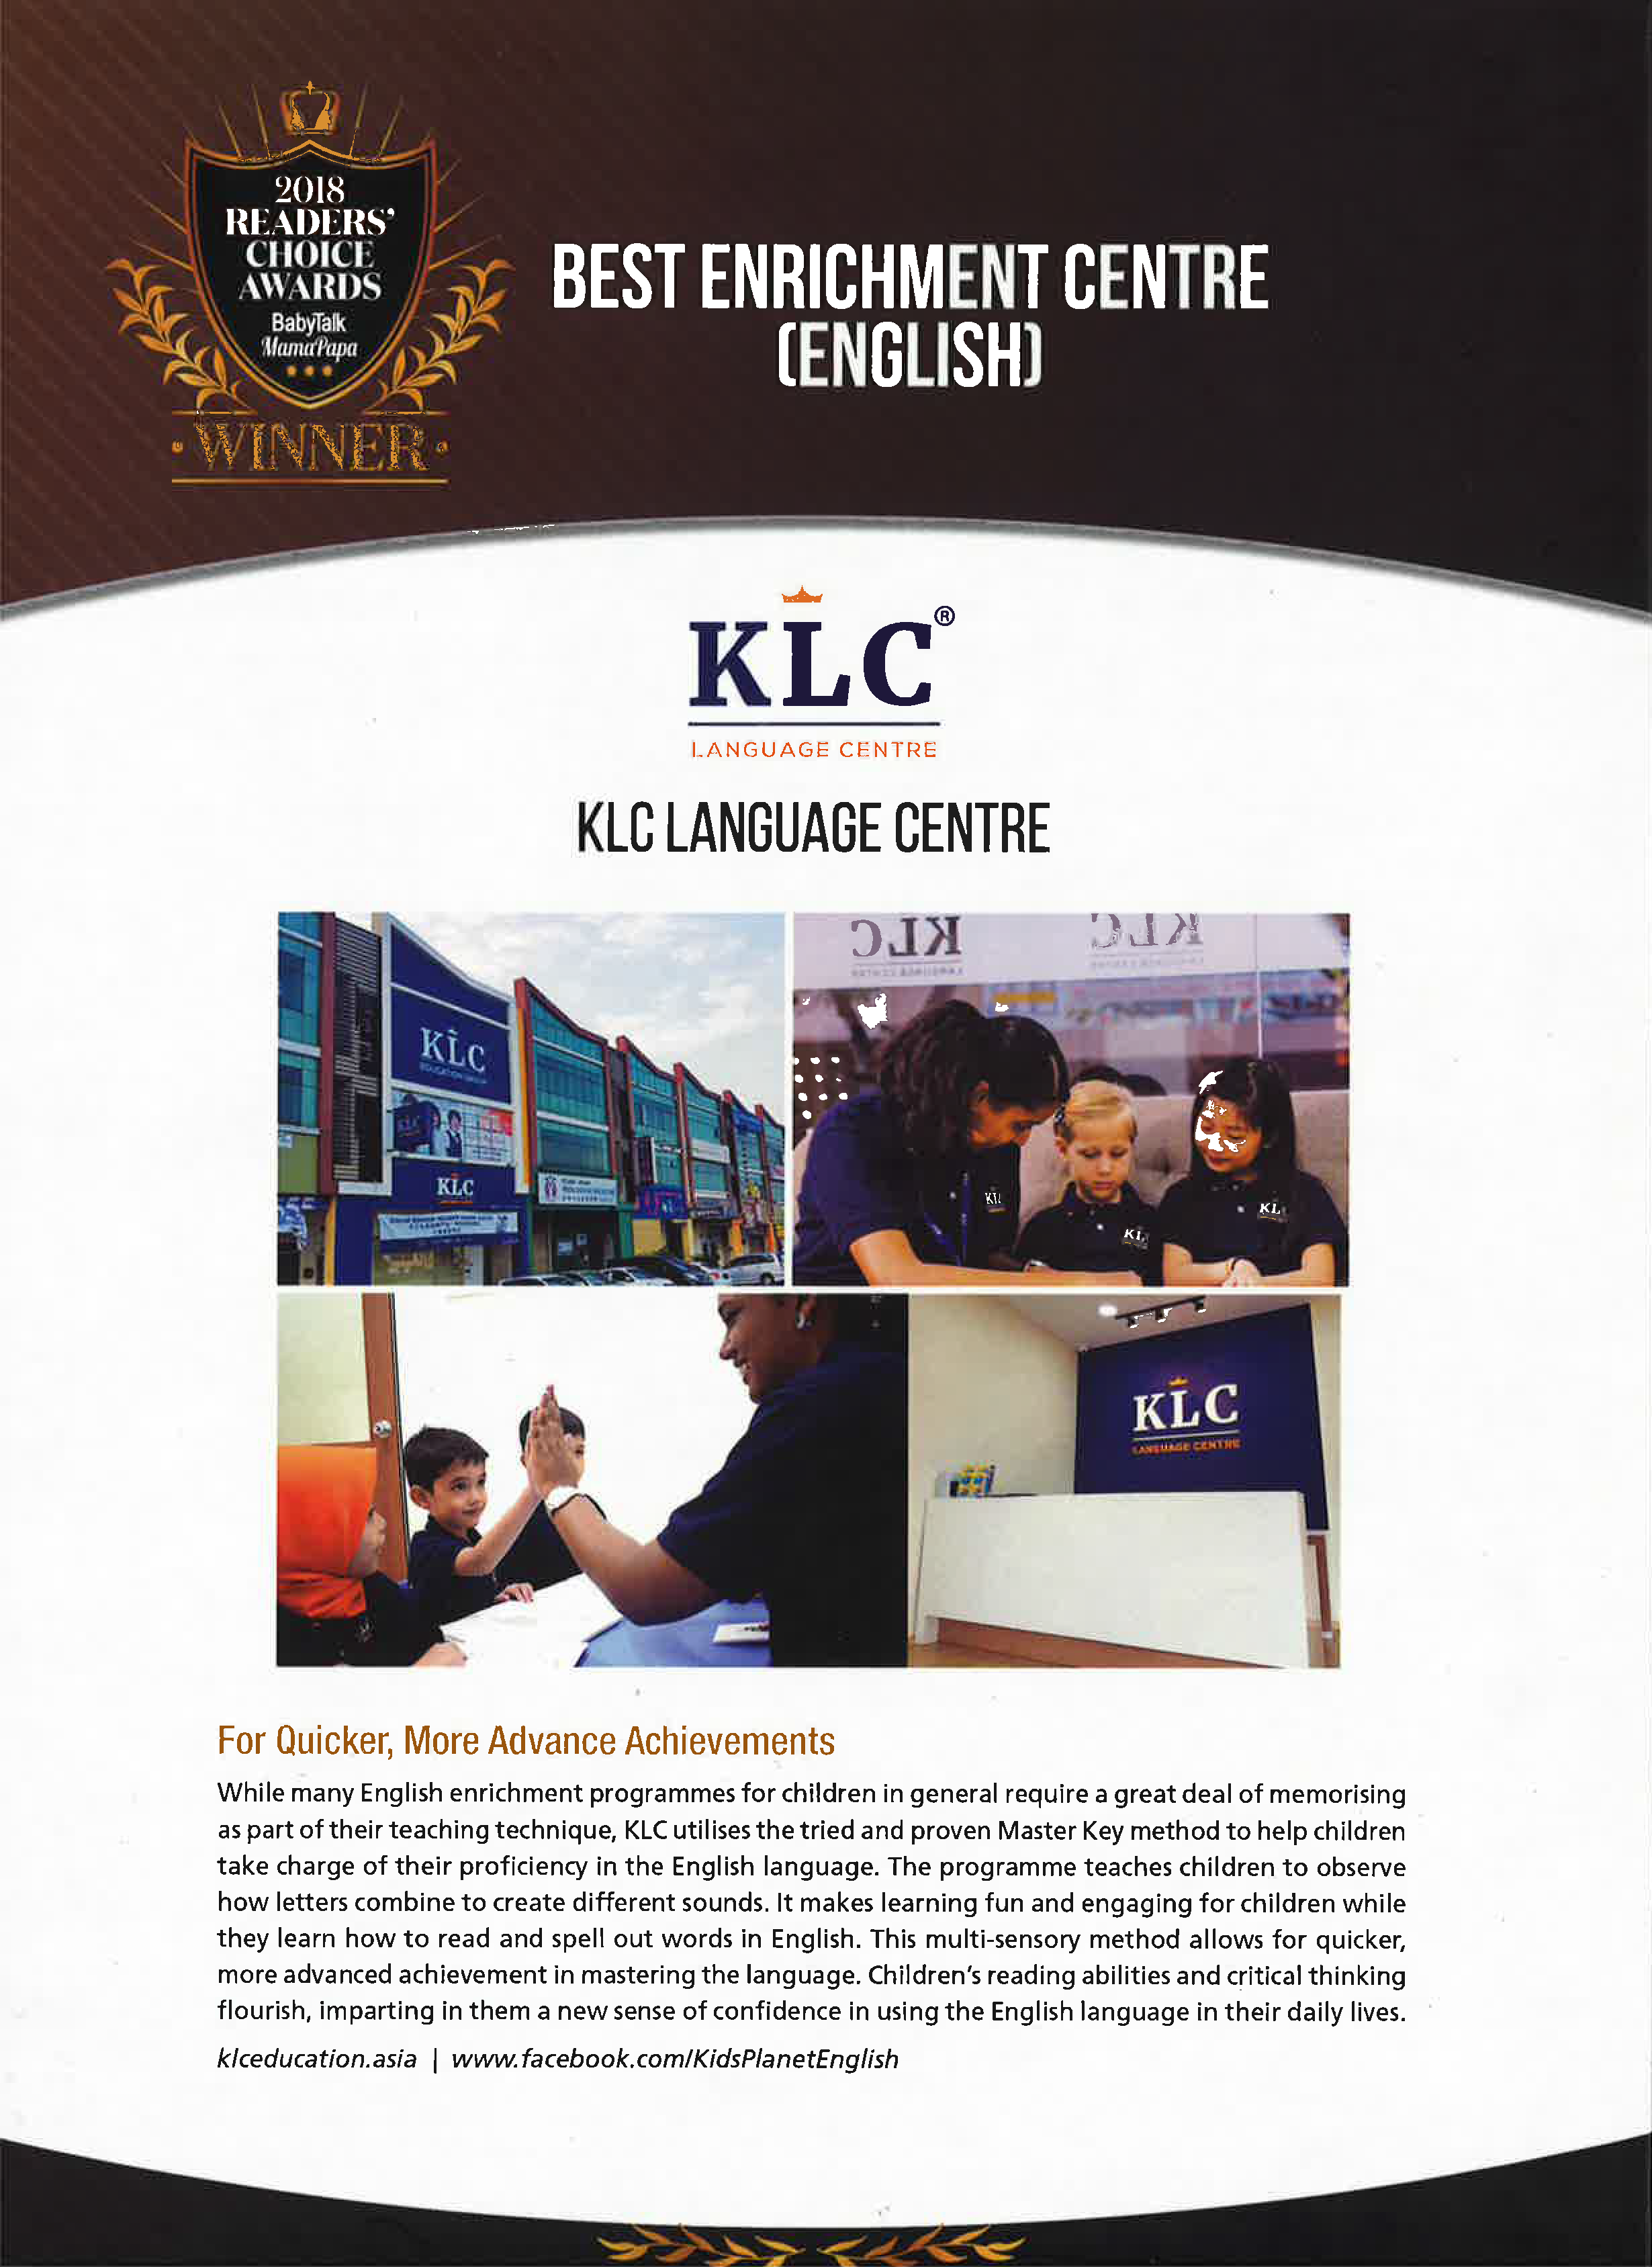 2018
READERS'
CHOICE
AWARDS
BabyTalk
MamaPapa
WINNER
BEST ENRICHMENT CENTRE
(ENGLISH)
KLC®
LANGUAGE CENTRE
KLC LANGUAGE CENTRE
KLC
EDUCATION GROUP
KLC
KLC
KLC
KLC
KL
KL
KL
KLC
LANGUAGE CENTRE
For Quicker, More Advance Achievements
While many English enrichment programmes for children in general require a great deal of memorising
as part of their teaching technique, KLC utilises the tried and proven Master Key method to help children
take charge of their proficiency in the English language. The programme teaches children to observe
how letters combine to create different sounds. It makes learning fun and engaging for children while
they learn how to read and spell out words in English. This multi-sensory method allows for quicker,
more advanced achievement in mastering the language. Children's reading abilities and critical thinking
flourish, imparting in them a new sense of confidence in using the English language in their daily lives.
klceducation.asia | www.facebook.com/KidsPlanetEnglish